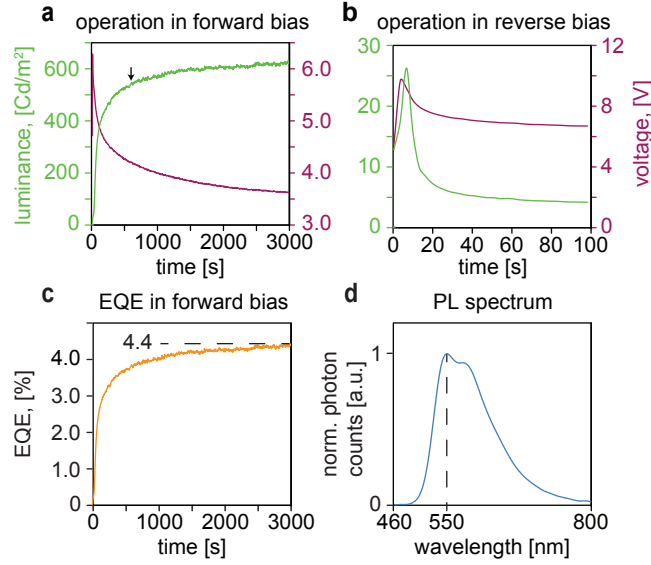 a operation in forward bias
luminance, [Cd/m²]
600
400
200
0
6.0
5.0
4.0
3.0
0 1000 2000 3000
time [s]
b operation in reverse bias
30
25
20
15
10
5
0
12
8
4
0
voltage, [V]
0 20 40 60 80 100
time [s]
c EQE in forward bias
EQE, [%]
4.4
4.0
3.0
2.0
1.0
0
0 1000 2000 3000
time [s]
d PL spectrum
norm. photon
counts [a.u.]
1
0
460 550 800
wavelength [nm]